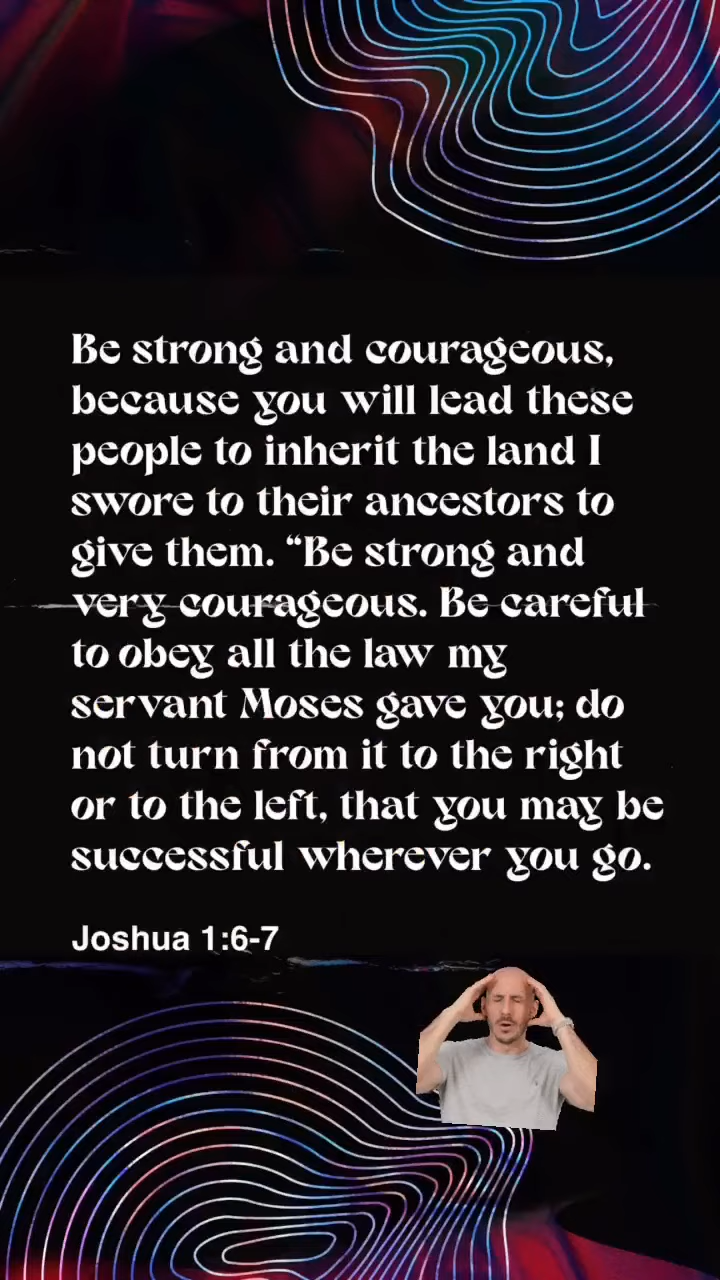 Be strong and courageous,
because you will lead these
people to inherit the land I
swore to their ancestors to
give them. “Be strong and
very courageous. Be careful
to obey all the law my
servant Moses gave you; do
not turn from it to the right
or to the left, that you may be
successful wherever you go.
Joshua 1:6-7